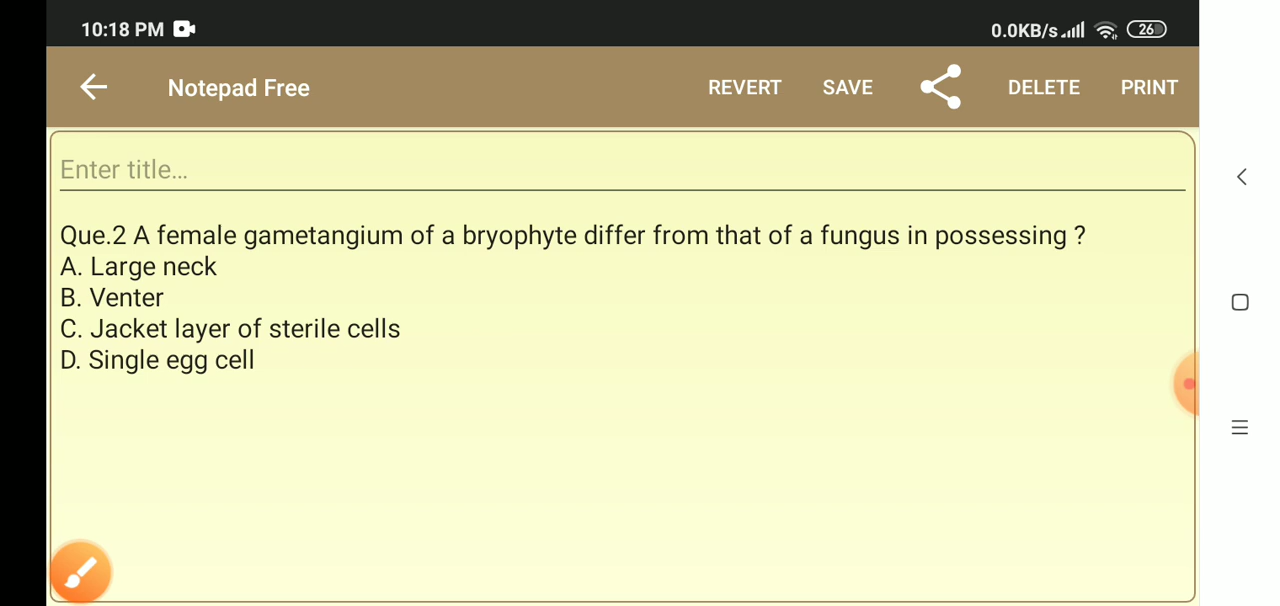 10:18 PM 0.0KB/s 26
Notepad Free REVERT SAVE DELETE PRINT
Enter title...
Que.2 A female gametangium of a bryophyte differ from that of a fungus in possessing ?
A. Large neck
B. Venter
C. Jacket layer of sterile cells
D. Single egg cell